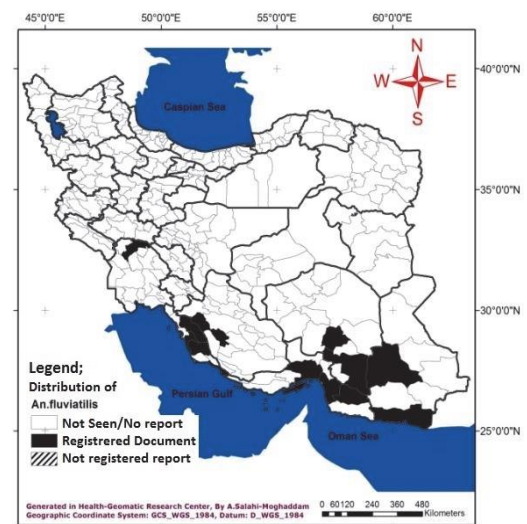 45°0'0"E 50°0'0"E 55°0'0"E 60°0'0"E
N
W E
S
40°0'0"N
Caspian Sea
35°0'0"N
30°0'0"N
Legend;
Distribution of
An.fluviatilis
Not Seen/No report
Registrered Document
Not registered report
Persian Gulf
Oman See
25°0'0"N
Generated in Health-Geomatic Research Center, By A.Salahi-Moghaddam
Geographic Coordinate System: GCS_WGS_1984, Datum: D_WGS_1984
0 60 120 240 360 480
Kilometers